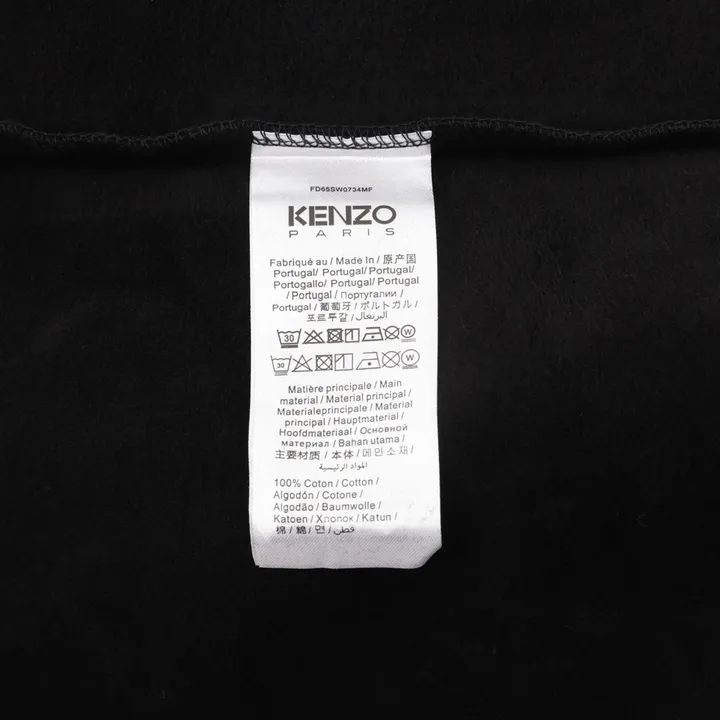 FD65SW0734MF
KENZO
PARIS
Fabriqué au / Made In / 原产国
Portugal/ Portugal/ Portugal/
Portogallo/ Portugal/ Portugal
/ Portugal / Португалии /
Portugal / 葡萄牙 / ポルトガル /
포르투갈 / البرتغال /
30 W
30 W
Matière principale / Main
material / Material principal /
Materialeprincipale / Material
principal / Hauptmaterial /
Hoofdmateriaal / Основной
материал / Bahan utama /
主要材质 / 本体 / 메인 소재 /
المواد الرئيسية
100% Coton / Cotton /
Algodón / Cotone /
Algodão / Baumwolle /
Katoen / Хлопок / Katun /
棉 / 綿 / 면 / قطن